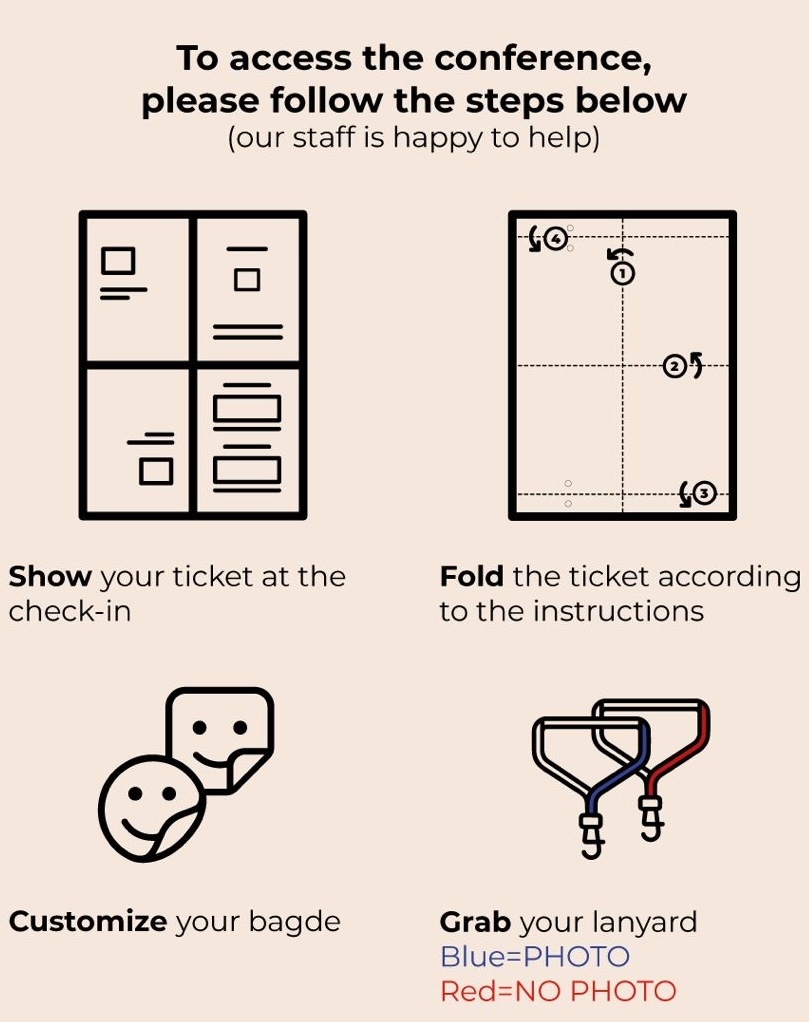 To access the conference,
please follow the steps below
(our staff is happy to help)
4
1
2
3
Show your ticket at the
check-in
Fold the ticket according
to the instructions
Customize your bagde
Grab your lanyard
Blue=PHOTO
Red=NO PHOTO